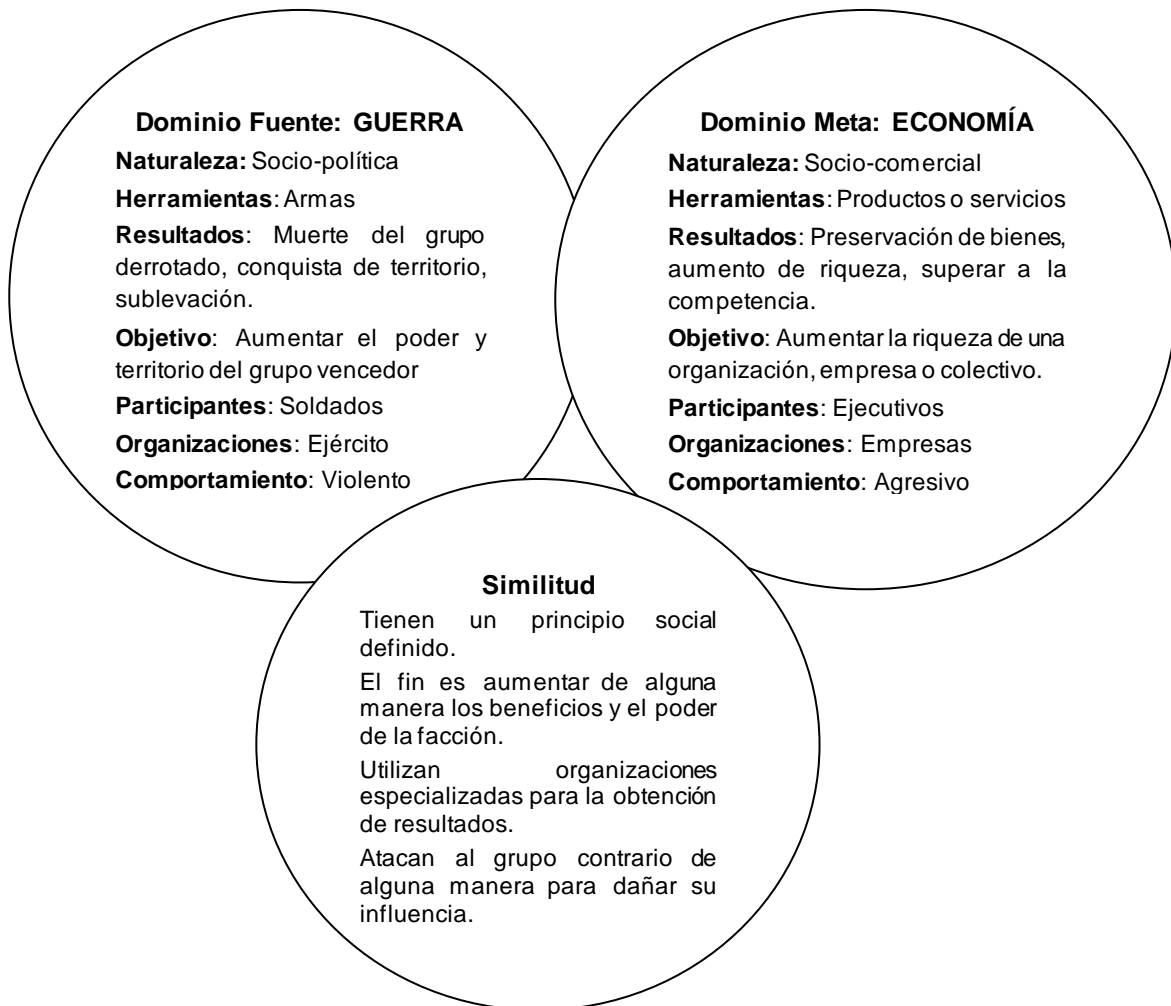 Dominio Fuente: GUERRA
Naturaleza: Socio-política
Herramientas: Armas
Resultados: Muerte del grupo
derrotado, conquista de territorio,
sublevación.
Objetivo: Aumentar el poder y
territorio del grupo vencedor
Participantes: Soldados
Organizaciones: Ejército
Comportamiento: Violento
Dominio Meta: ECONOMÍA
Naturaleza: Socio-comercial
Herramientas: Productos o servicios
Resultados: Preservación de bienes,
aumento de riqueza, superar a la
competencia.
Objetivo: Aumentar la riqueza de una
organización, empresa o colectivo.
Participantes: Ejecutivos
Organizaciones: Empresas
Comportamiento: Agresivo
Similitud
Tienen un principio social
definido.
El fin es aumentar de alguna
manera los beneficios y el poder
de la facción.
Utilizan organizaciones
especializadas para la obtención
de resultados.
Atacan al grupo contrario de
alguna manera para dañar su
influencia.